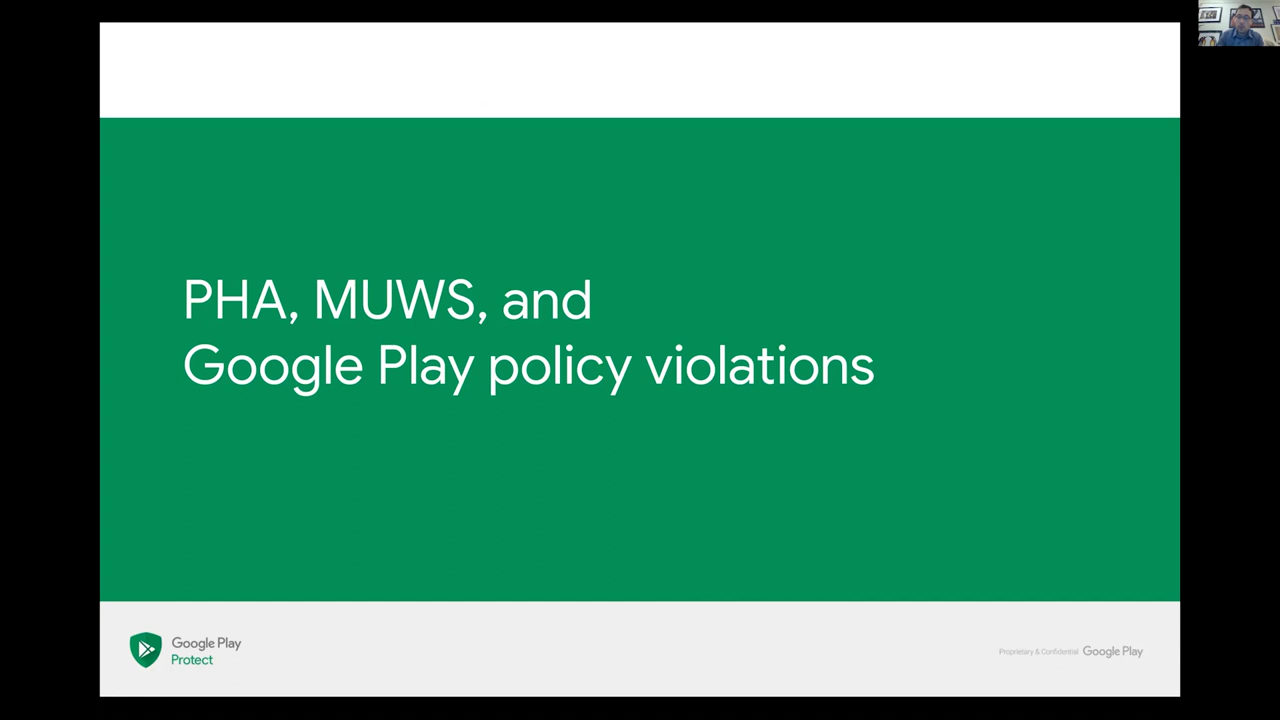 PHA, MUWS, and
Google Play policy violations
Google Play
Protect
Proprietary & Confidential Google Play